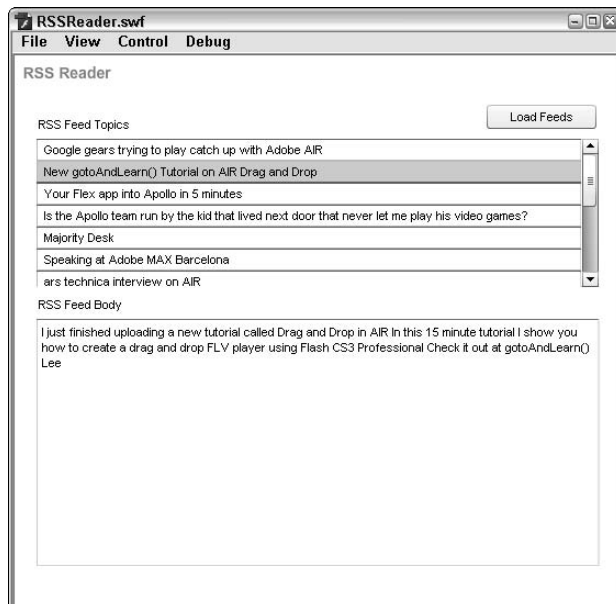 RSSReader.swf
File View Control Debug
RSS Reader
Load Feeds
RSS Feed Topics
Google gears trying to play catch up with Adobe AIR
New gotoAndLearn() Tutorial on AIR Drag and Drop
Your Flex app into Apollo in 5 minutes
Is the Apollo team run by the kid that lived next door that never let me play his video games?
Majority Desk
Speaking at Adobe MAX Barcelona
ars technica interview on AIR
RSS Feed Body
I just finished uploading a new tutorial called Drag and Drop in AIR In this 15 minute tutorial I show you
how to create a drag and drop FLV player using Flash CS3 Professional Check it out at gotoAndLearn()
Lee